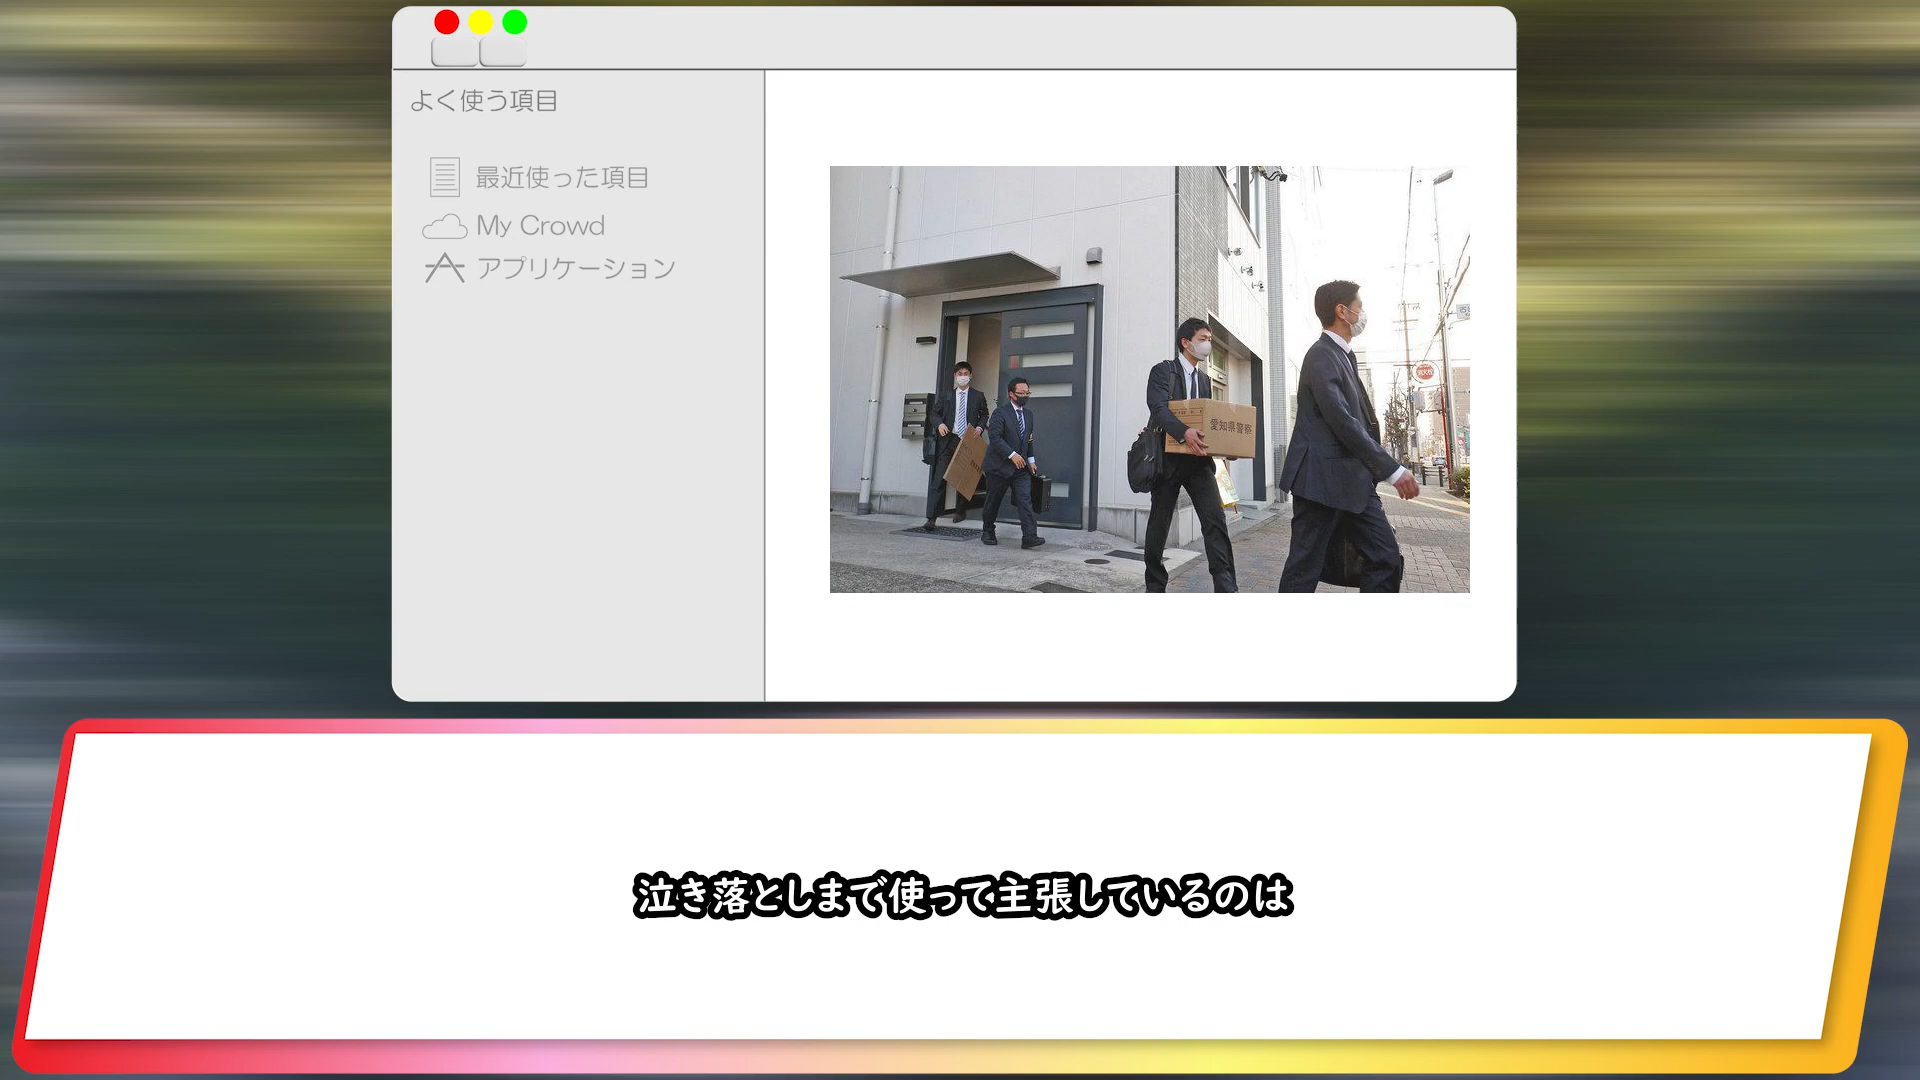 よく使う項目
最近使った項目
My Crowd
アプリケーション
愛知県警察
泣き落としまで使って主張しているのは